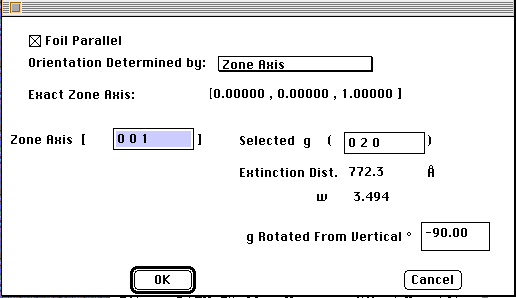 Foil Parallel
Orientation Determined by: Zone Axis
Exact Zone Axis: [0.00000 , 0.00000 , 1.00000 ]
Zone Axis [ 0 0 1 ] Selected g ( 0 2 0 )
Extinction Dist. 772.3 Å
w 3.494
g Rotated From Vertical ° -90.00
OK Cancel